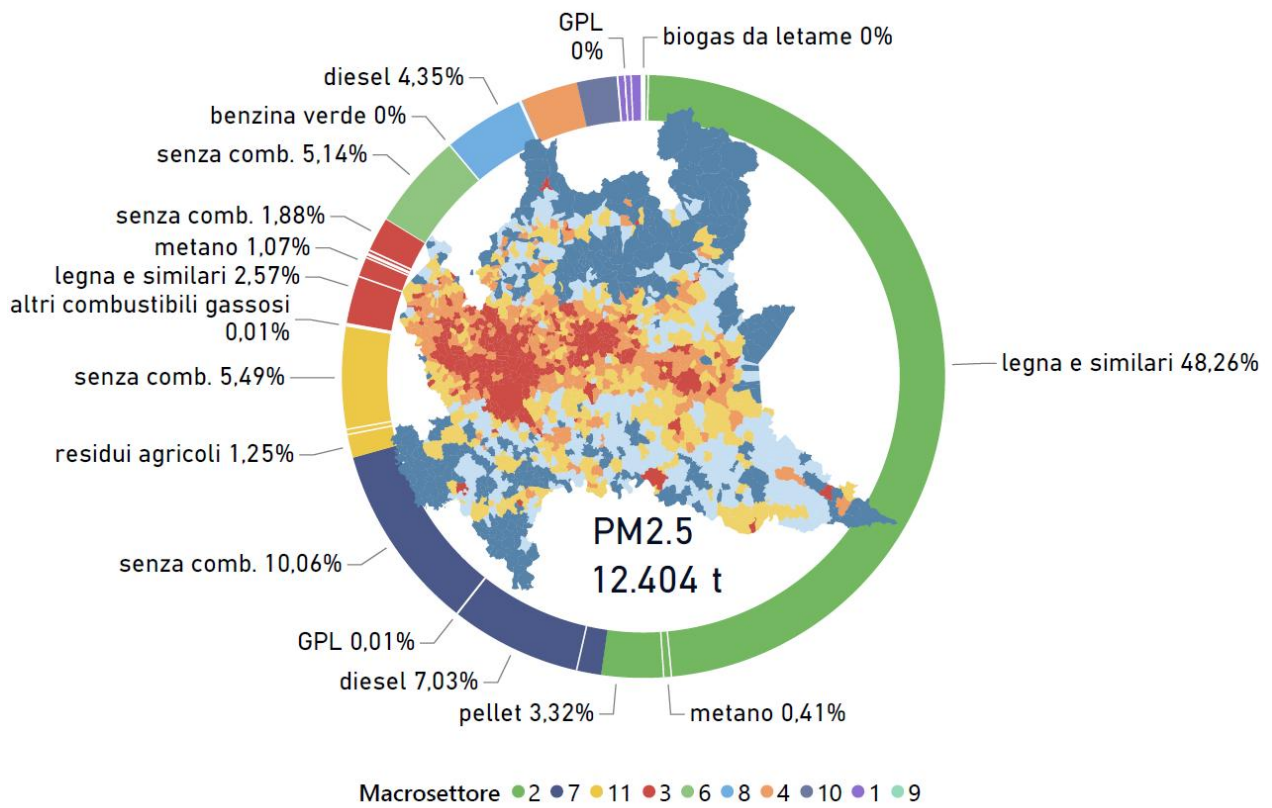 GPL
0%
biogas da letame 0%
diesel 4,35%
benzina verde 0%
senza comb. 5,14%
senza comb. 1,88%
metano 1,07%
legna e similari 2,57%
altri combustibili gassosi
0,01%
legna e similari 48,26%
senza comb. 5,49%
residui agricoli 1,25%
PM2.5
12.404 t
senza comb. 10,06%
GPL 0,01%
diesel 7,03%
pellet 3,32%
metano 0,41%
Macrosettore 2 7 11 3 6 8 4 10 1 9